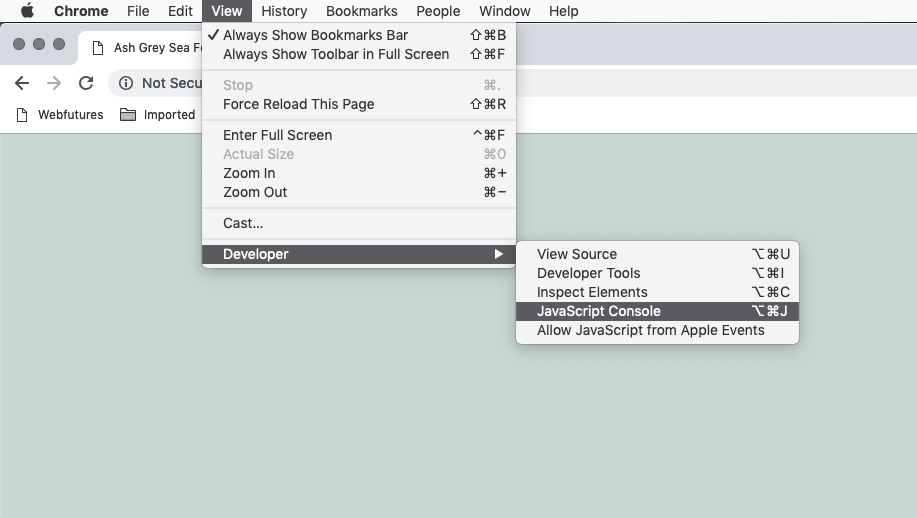 Chrome File Edit View History Bookmarks People Window Help
Ash Grey Sea
Not Secu
Webfutures Imported
✓ Always Show Bookmarks Bar ⇧⌘B
Always Show Toolbar in Full Screen ⇧⌘F
Stop ⌘.
Force Reload This Page ⇧⌘R
Enter Full Screen ^⌘F
Actual Size ⌘0
Zoom In ⌘+
Zoom Out ⌘−
Cast...
Developer ▶
View Source ⌥⌘U
Developer Tools ⌥⌘I
Inspect Elements ⌥⌘C
JavaScript Console ⌥⌘J
Allow JavaScript from Apple Events